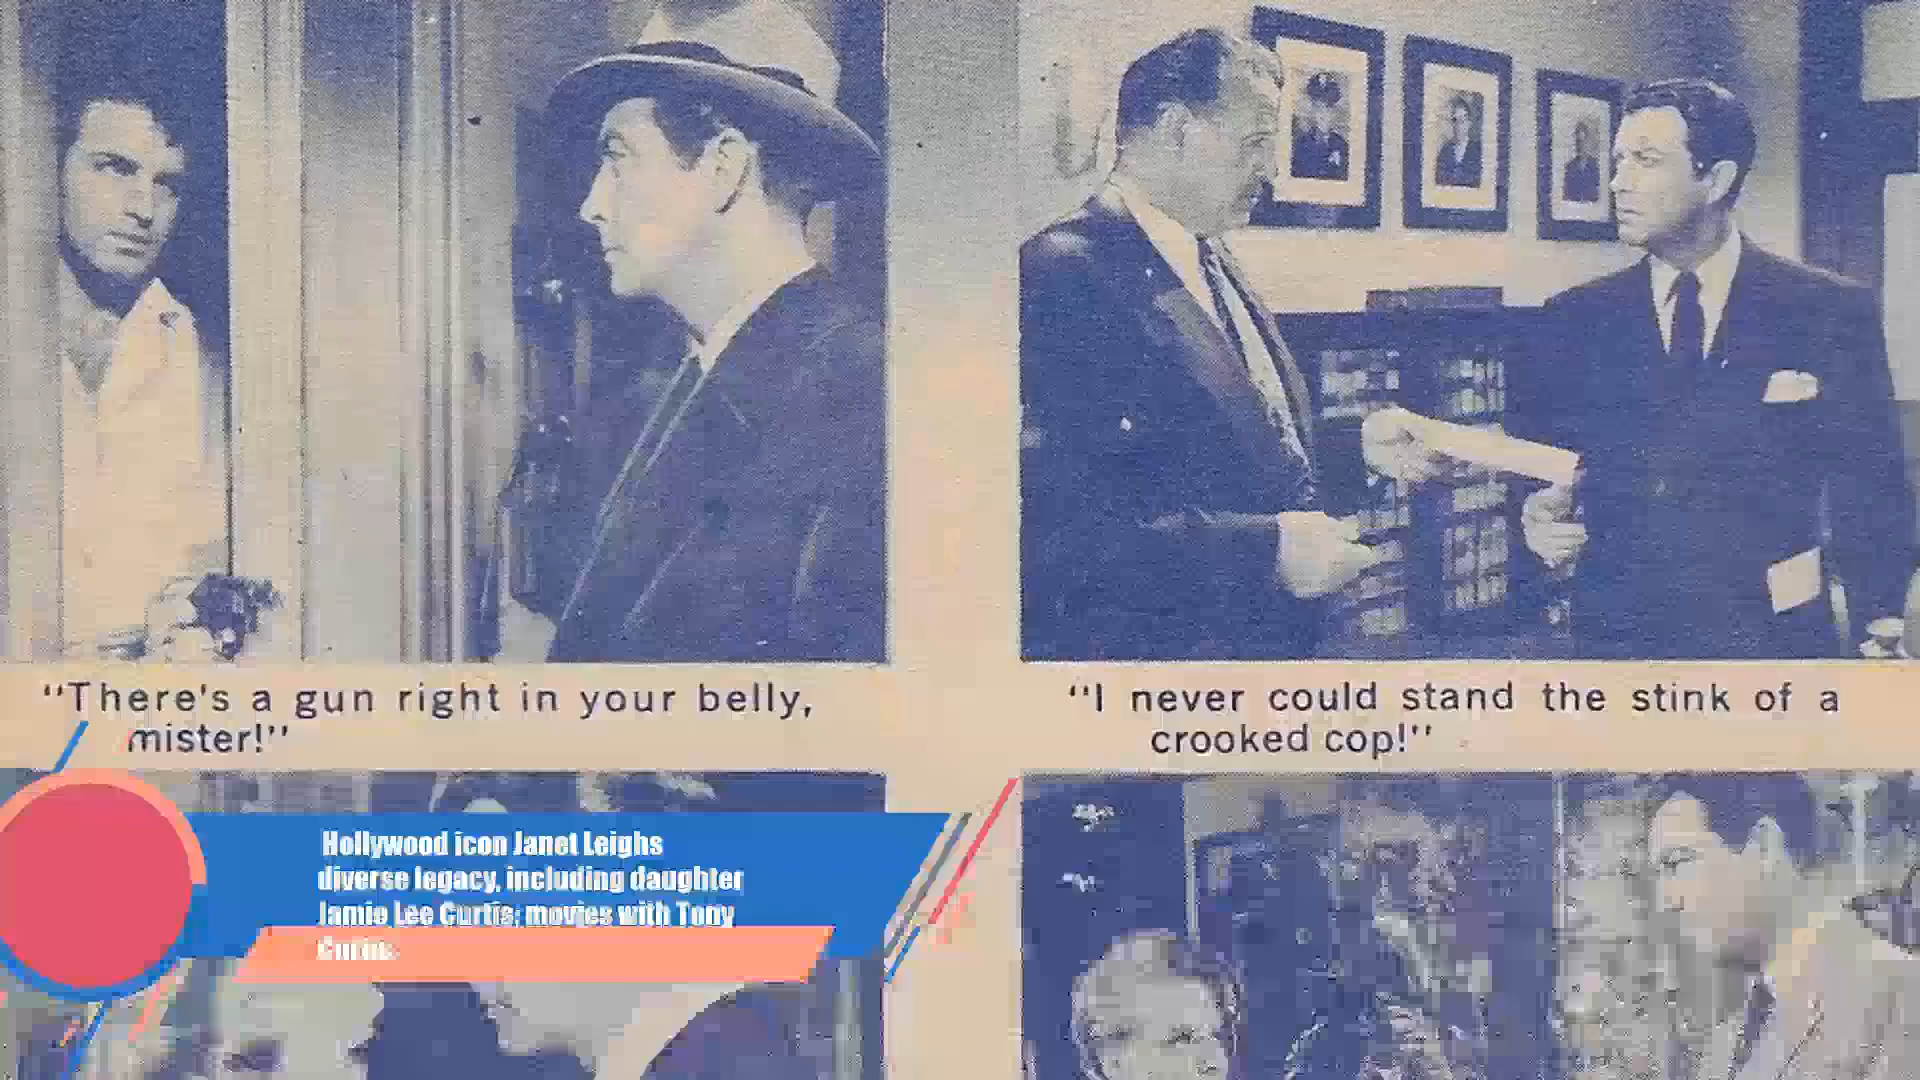 “There's a gun right in your belly,
mister!”
“I never could stand the stink of a
crooked cop!”
Hollywood icon Janet Leighs
diverse legacy, including daughter
Jamie Lee Curtis; movies with Tony
Curtis